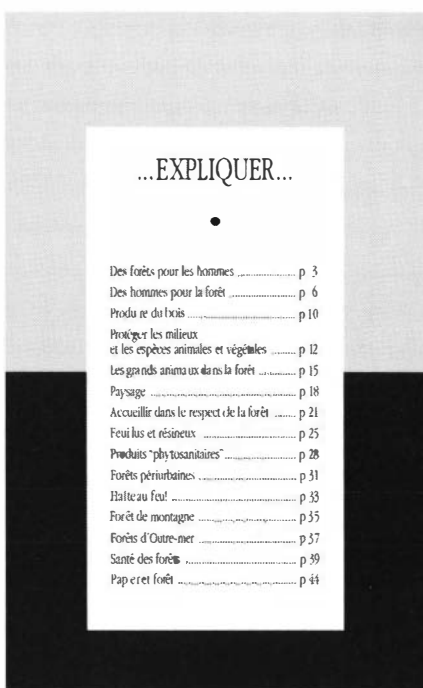 ...EXPLIQUER...
•
Des forêts pour les hommes ........ p 3
Des hommes pour la forêt ........ p 6
Produire du bois ........ p 10
Protéger les milieux
et les espèces animales et végétales ........ p 12
Les grands animaux dans la forêt ........ p 15
Paysage ........ p 18
Accueillir dans le respect de la forêt ........ p 21
Feuillus et résineux ........ p 25
Produits "phytosanitaires" ........ p 28
Forêts périurbaines ........ p 31
Halte au feu! ........ p 33
Forêt de montagne ........ p 35
Forêts d'Outre-mer ........ p 37
Santé des forêts ........ p 39
Papier et forêt ........ p 44